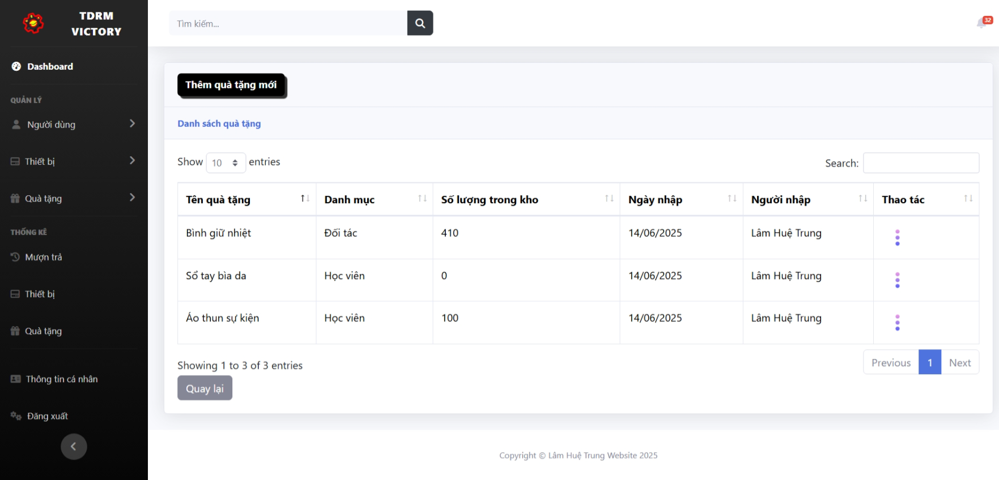 TDRM
VICTORY
Dashboard
QUẢN LÝ
Người dùng
Thiết bị
Quà tặng
THỐNG KÊ
Mượn trả
Thiết bị
Quà tặng
Thông tin cá nhân
Đăng xuất
Tìm kiếm...
32
Thêm quà tặng mới
Danh sách quà tặng
Show 10 entries
Search:
Tên quà tặng Danh mục Số lượng trong kho Ngày nhập Người nhập Thao tác
Bình giữ nhiệt Đối tác 410 14/06/2025 Lâm Huệ Trung
Sổ tay bìa da Học viên 0 14/06/2025 Lâm Huệ Trung
Áo thun sự kiện Học viên 100 14/06/2025 Lâm Huệ Trung
Showing 1 to 3 of 3 entries
Previous 1 Next
Quay lại
Copyright © Lâm Huệ Trung Website 2025